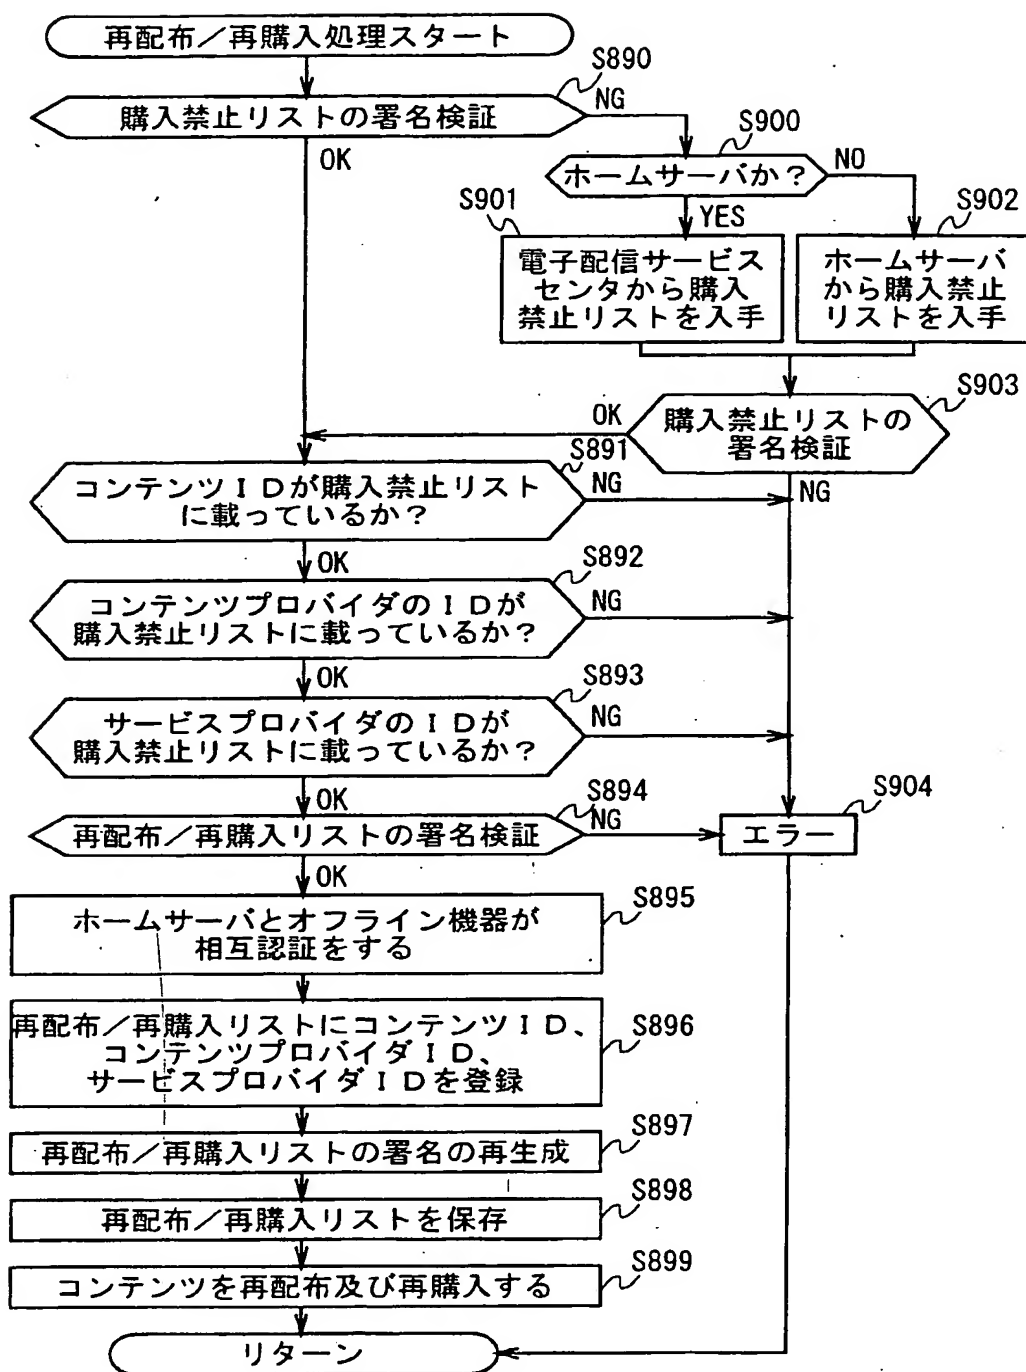 再配布／再購入処理スタート
S890
購入禁止リストの署名検証
NG
OK
S900
ホームサーバか？
NO
YES
S901
電子配信サービス
センタから購入
禁止リストを入手
S902
ホームサーバ
から購入禁止
リストを入手
S903
購入禁止リストの
署名検証
OK
NG
S891
コンテンツＩＤが購入禁止リスト
に載っているか？
NG
OK
S892
コンテンツプロバイダのＩＤが
購入禁止リストに載っているか？
NG
OK
S893
サービスプロバイダのＩＤが
購入禁止リストに載っているか？
NG
OK
S894
再配布／再購入リストの署名検証
NG
OK
S904
エラー
S895
ホームサーバとオフライン機器が
相互認証をする
S896
再配布／再購入リストにコンテンツＩＤ、
コンテンツプロバイダＩＤ、
サービスプロバイダＩＤを登録
S897
再配布／再購入リストの署名の再生成
S898
再配布／再購入リストを保存
S899
コンテンツを再配布及び再購入する
リターン